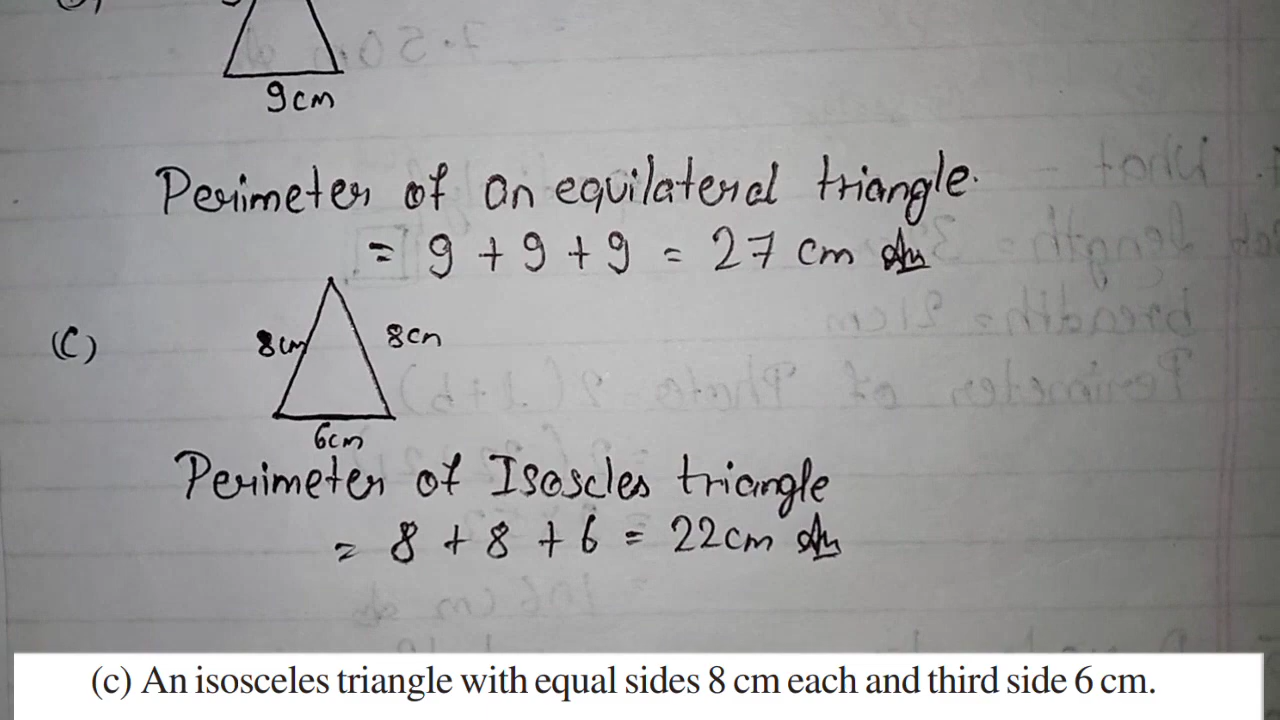 9cm
Perimeter of an equilateral triangle.
= 9 + 9 + 9 = 27 cm Ans
(C)
8cm 8cm
6cm
Perimeter of Isoscles triangle
= 8 + 8 + 6 = 22cm Ans
(c) An isosceles triangle with equal sides 8 cm each and third side 6 cm.